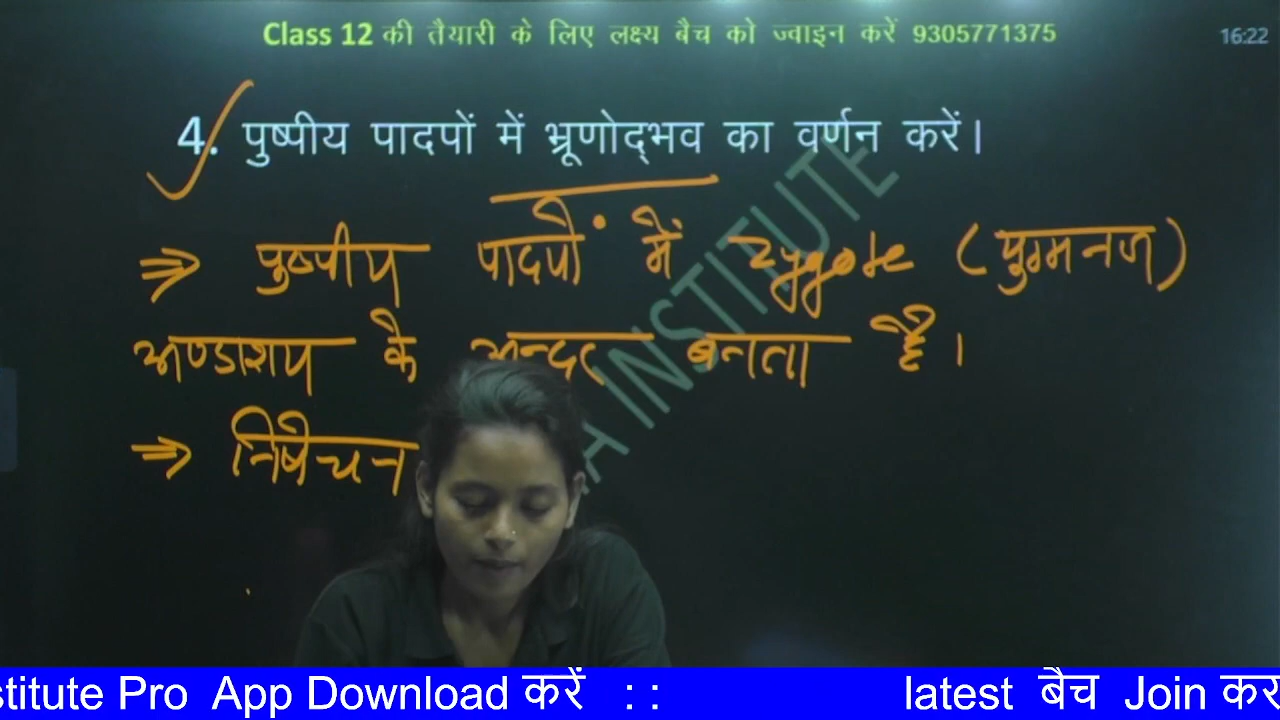 Class 12 की तैयारी के लिए लक्ष्य बैच को ज्वाइन करें 9305771375
16:22
4. पुष्पीय पादपों में भ्रूणोद्भव का वर्णन करें।
⇒ पुष्पीय पादपों में Zygote (युग्मनज)
अण्डाशय के अन्दर बनता है।
⇒ निषेचन
A INSTITUTE
stitute Pro App Download करें : : latest बैच Join कर